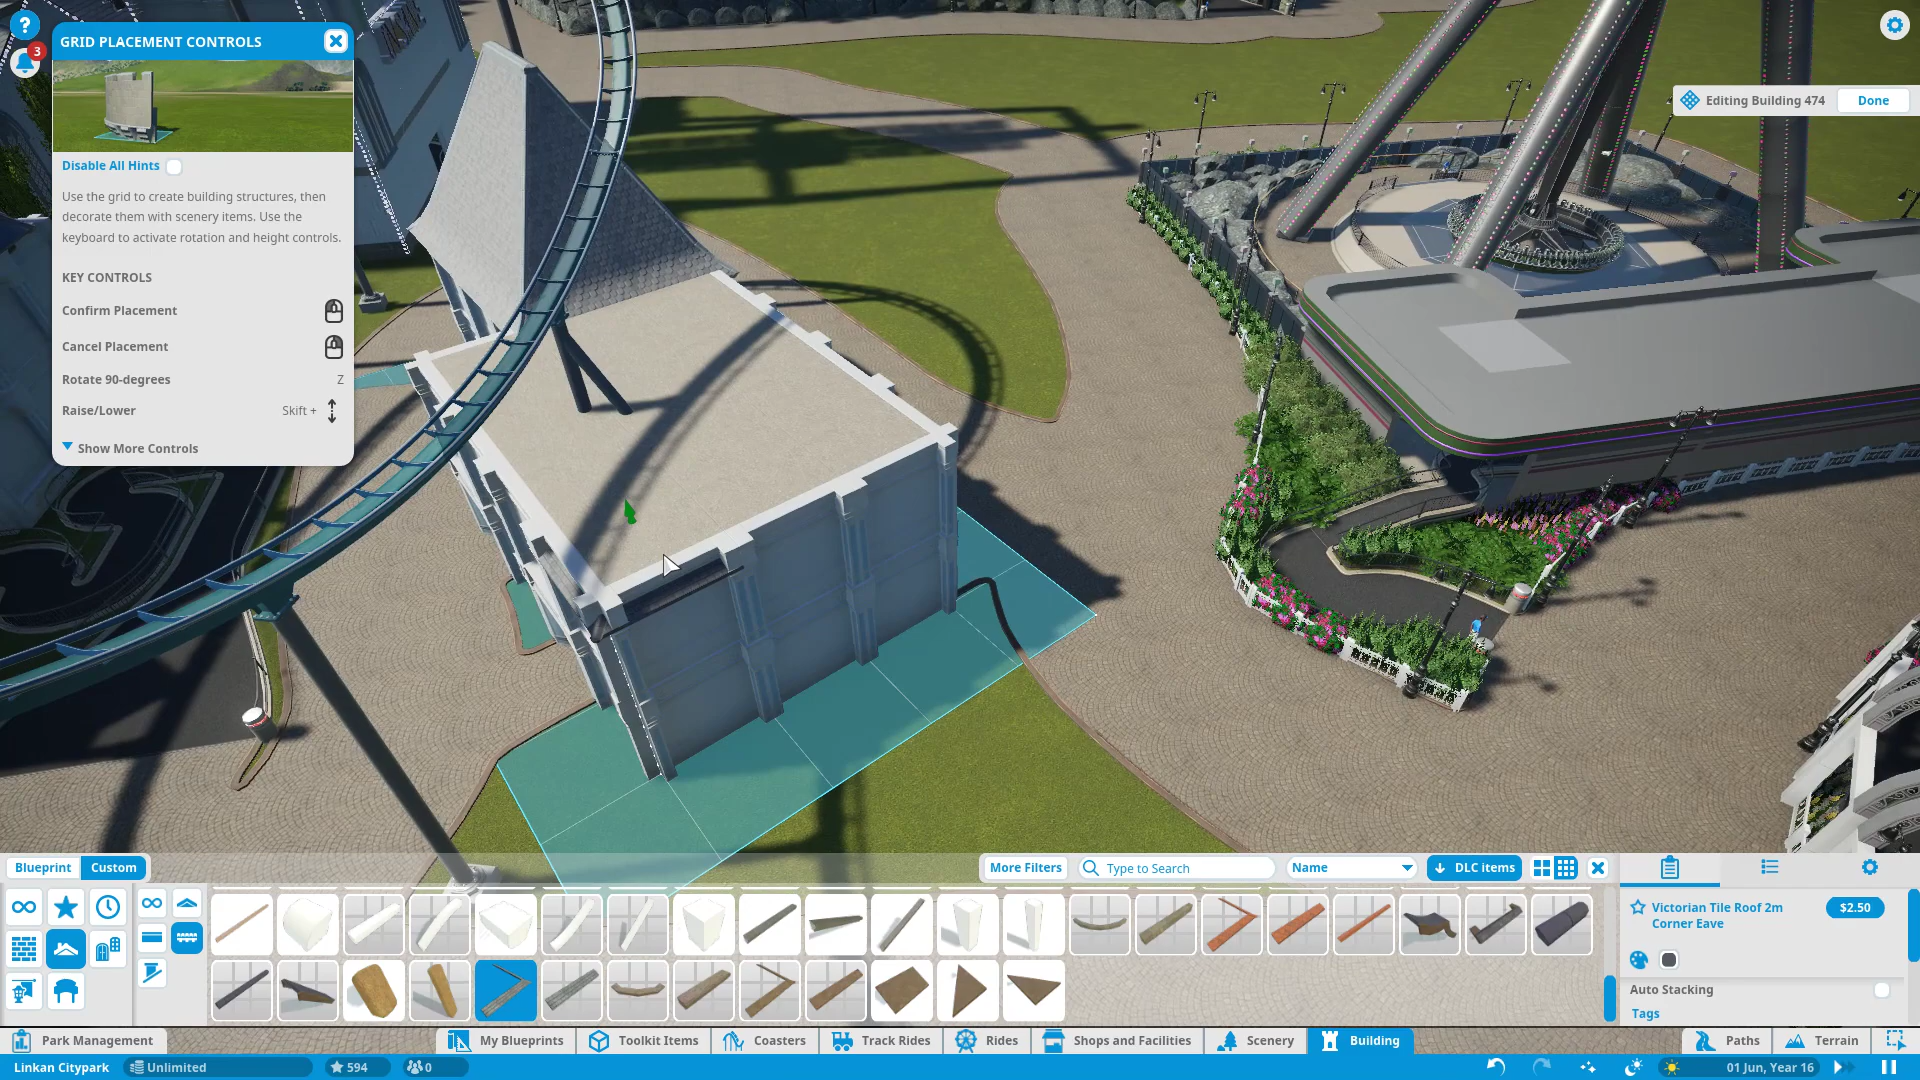 ?
3
GRID PLACEMENT CONTROLS
Disable All Hints
Use the grid to create building structures, then
decorate them with scenery items. Use the
keyboard to activate rotation and height controls.
KEY CONTROLS
Confirm Placement
Cancel Placement
Rotate 90-degrees Z
Raise/Lower Skift +
Show More Controls
Editing Building 474 Done
Blueprint Custom
More Filters Type to Search Name DLC items
Victorian Tile Roof 2m
Corner Eave
$2.50
Auto Stacking
Tags
Park Management My Blueprints Toolkit Items Coasters Track Rides Rides Shops and Facilities Scenery Building Paths Terrain
Linkan Citypark Unlimited 594 0 01 Jun, Year 16